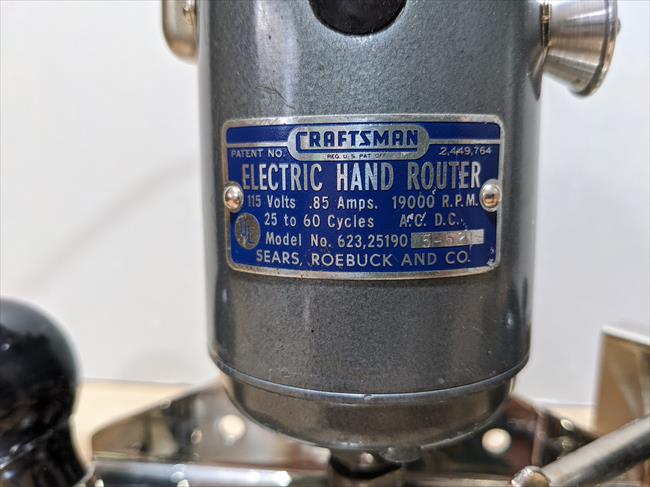 CRAFTSMAN
REG. U.S. PAT. OFF.
PATENT NO. 2,449,764
ELECTRIC HAND ROUTER
115 Volts .85 Amps. 19000 R.P.M.
25 to 60 Cycles A.C. D.C.
UL
Model No. 623,25190
SEARS, ROEBUCK AND CO.